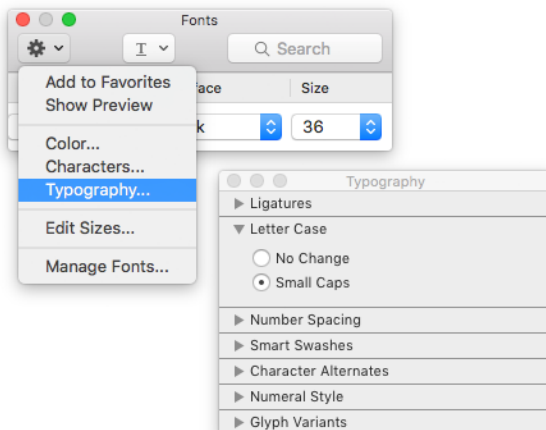 Fonts
T
Search
Add to Favorites
Show Preview
Color...
Characters...
Typography...
Edit Sizes...
Manage Fonts...
face
Size
k
36
Typography
Ligatures
Letter Case
No Change
Small Caps
Number Spacing
Smart Swashes
Character Alternates
Numeral Style
Glyph Variants